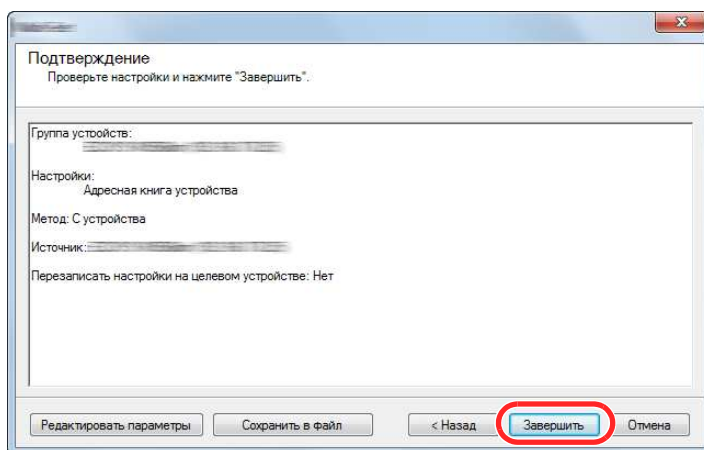 Подтверждение
Проверьте настройки и нажмите "Завершить".
Группа устройств:
Настройки:
Адресная книга устройства
Метод: С устройства
Источник:
Перезаписать настройки на целевом устройстве: Нет
Редактировать параметры Сохранить в файл < Назад Завершить Отмена